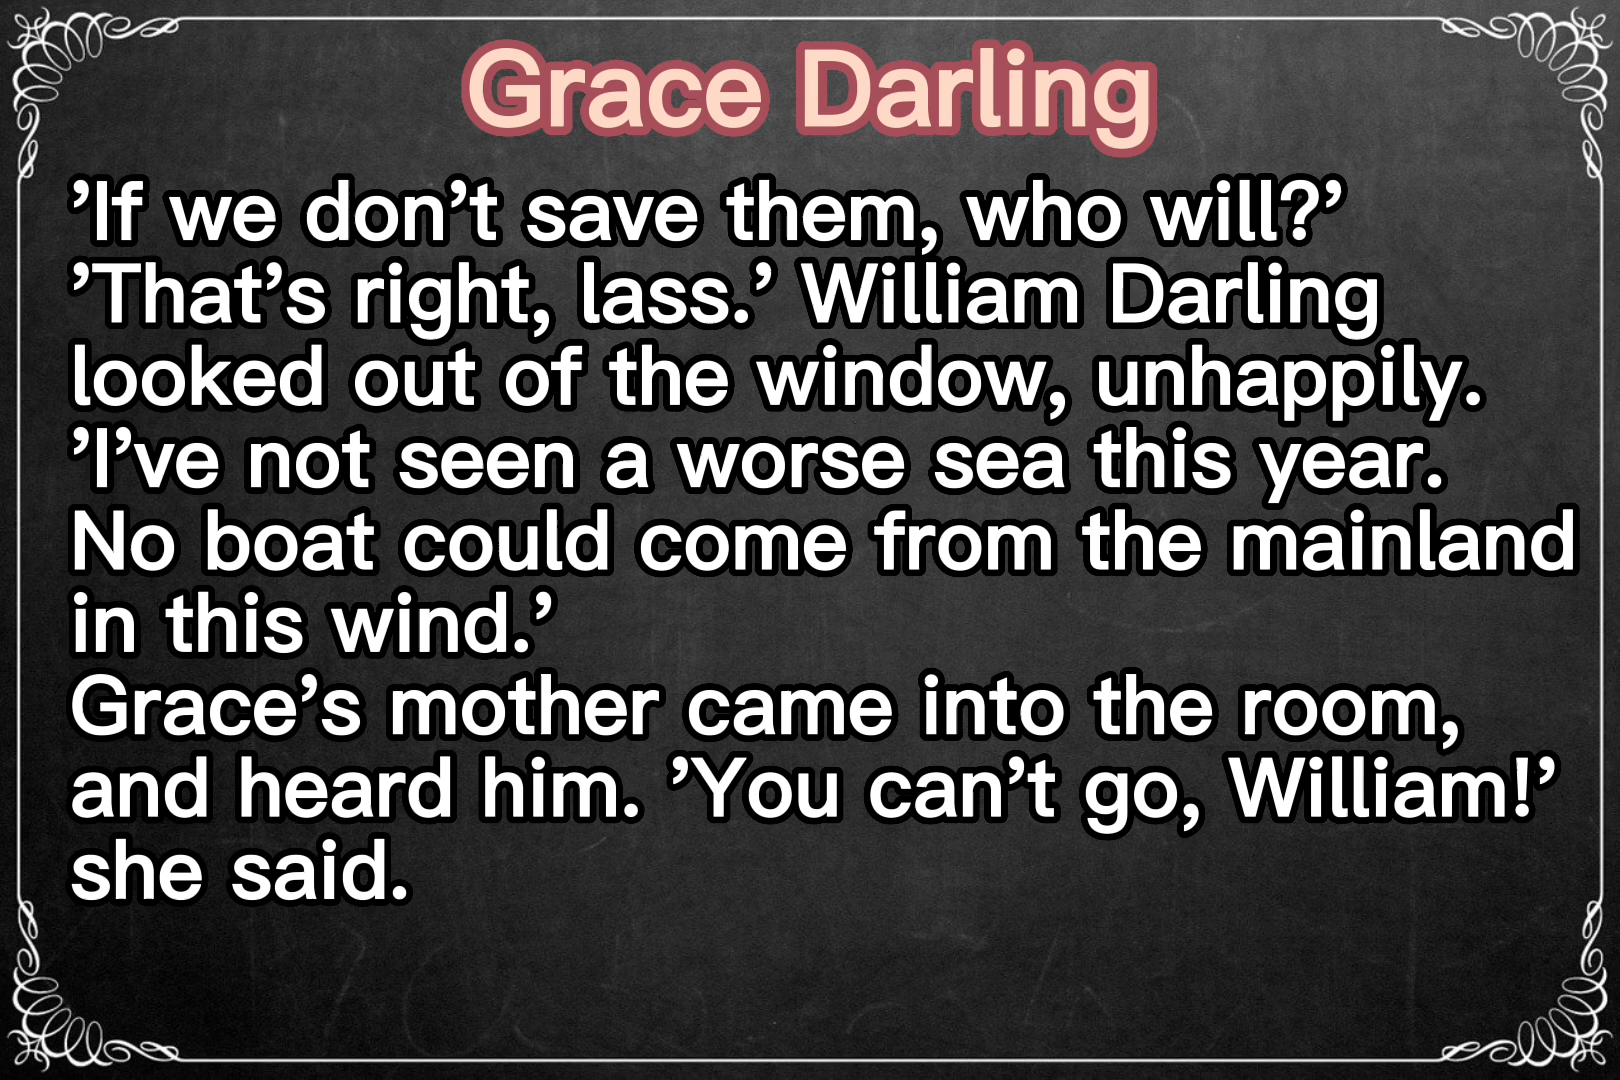 Grace Darling
’If we don’t save them, who will?’
’That’s right, lass.’ William Darling
looked out of the window, unhappily.
’I’ve not seen a worse sea this year.
No boat could come from the mainland
in this wind.’
Grace’s mother came into the room,
and heard him. ’You can’t go, William!’
she said.